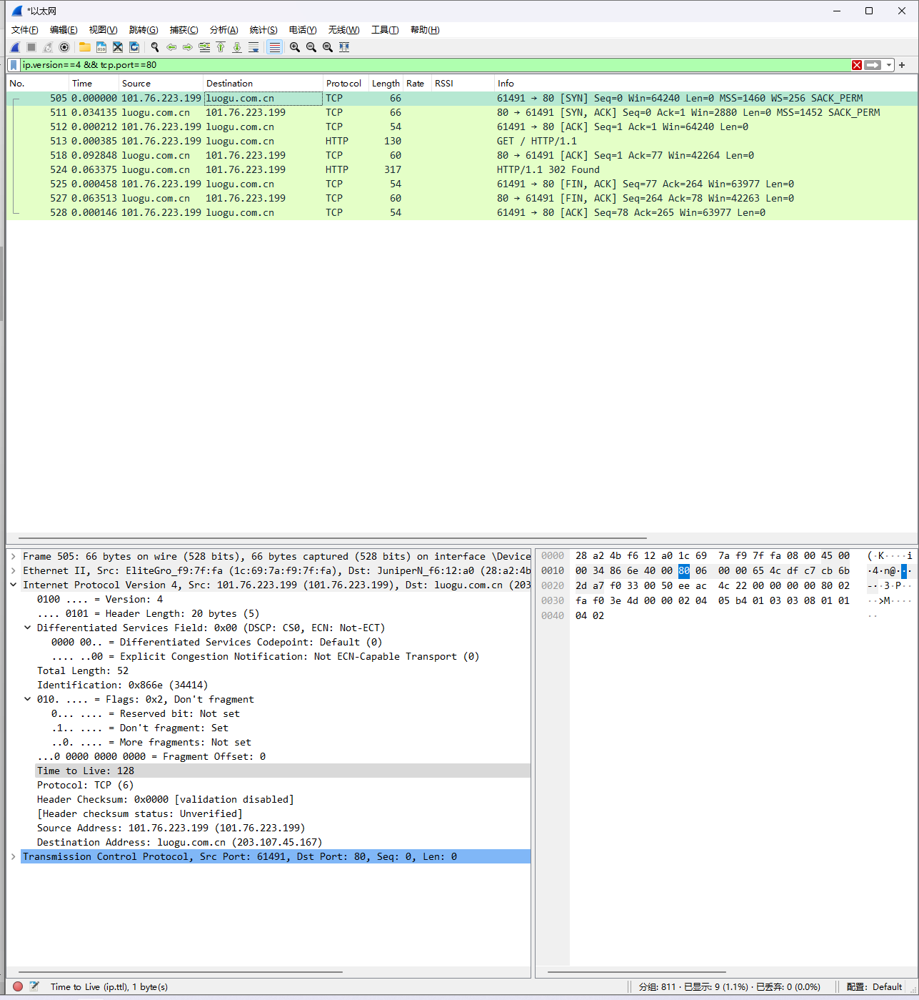 *以太网
文件(F) 编辑(E) 视图(V) 跳转(G) 捕获(C) 分析(A) 统计(S) 电话(Y) 无线(W) 工具(T) 帮助(H)
ip.version==4 && tcp.port==80
No. Time Source Destination Protocol Length Rate RSSI Info
505 0.000000 101.76.223.199 luogu.com.cn TCP 66 61491 → 80 [SYN] Seq=0 Win=64240 Len=0 MSS=1460 WS=256 SACK_PERM
511 0.034135 luogu.com.cn 101.76.223.199 TCP 66 80 → 61491 [SYN, ACK] Seq=0 Ack=1 Win=2880 Len=0 MSS=1452 SACK_PERM
512 0.000212 101.76.223.199 luogu.com.cn TCP 54 61491 → 80 [ACK] Seq=1 Ack=1 Win=64240 Len=0
513 0.000385 101.76.223.199 luogu.com.cn HTTP 130 GET / HTTP/1.1
518 0.092848 luogu.com.cn 101.76.223.199 TCP 60 80 → 61491 [ACK] Seq=1 Ack=77 Win=42264 Len=0
524 0.063375 luogu.com.cn 101.76.223.199 HTTP 317 HTTP/1.1 302 Found
525 0.000458 101.76.223.199 luogu.com.cn TCP 54 61491 → 80 [FIN, ACK] Seq=77 Ack=264 Win=63977 Len=0
527 0.063513 luogu.com.cn 101.76.223.199 TCP 60 80 → 61491 [FIN, ACK] Seq=264 Ack=78 Win=42263 Len=0
528 0.000146 101.76.223.199 luogu.com.cn TCP 54 61491 → 80 [ACK] Seq=78 Ack=265 Win=63977 Len=0
Frame 505: 66 bytes on wire (528 bits), 66 bytes captured (528 bits) on interface \Device
Ethernet II, Src: EliteGro_f9:7f:fa (1c:69:7a:f9:7f:fa), Dst: JuniperN_f6:12:a0 (28:a2:4b
Internet Protocol Version 4, Src: 101.76.223.199 (101.76.223.199), Dst: luogu.com.cn (203
0100 .... = Version: 4
.... 0101 = Header Length: 20 bytes (5)
Differentiated Services Field: 0x00 (DSCP: CS0, ECN: Not-ECT)
0000 00.. = Differentiated Services Codepoint: Default (0)
.... ..00 = Explicit Congestion Notification: Not ECN-Capable Transport (0)
Total Length: 52
Identification: 0x866e (34414)
010. .... = Flags: 0x2, Don't fragment
0... .... = Reserved bit: Not set
.1.. .... = Don't fragment: Set
..0. .... = More fragments: Not set
...0 0000 0000 0000 = Fragment Offset: 0
Time to Live: 128
Protocol: TCP (6)
Header Checksum: 0x0000 [validation disabled]
[Header checksum status: Unverified]
Source Address: 101.76.223.199 (101.76.223.199)
Destination Address: luogu.com.cn (203.107.45.167)
Transmission Control Protocol, Src Port: 61491, Dst Port: 80, Seq: 0, Len: 0
0000 28 a2 4b f6 12 a0 1c 69 7a f9 7f fa 08 00 45 00 (·K····i
0010 00 34 86 6e 40 00 80 06 00 00 65 4c df c7 cb 6b ·4·n@···
0020 2d a7 f0 33 00 50 ee ac 4c 22 00 00 00 00 80 02 -··3·P··
0030 fa f0 3e 4d 00 00 02 04 05 b4 01 03 03 08 01 01 ··>M····
0040 04 02 ··
Time to Live (ip.ttl), 1 byte(s)
分组: 811 · 已显示: 9 (1.1%) · 已丢弃: 0 (0.0%)
配置: Default